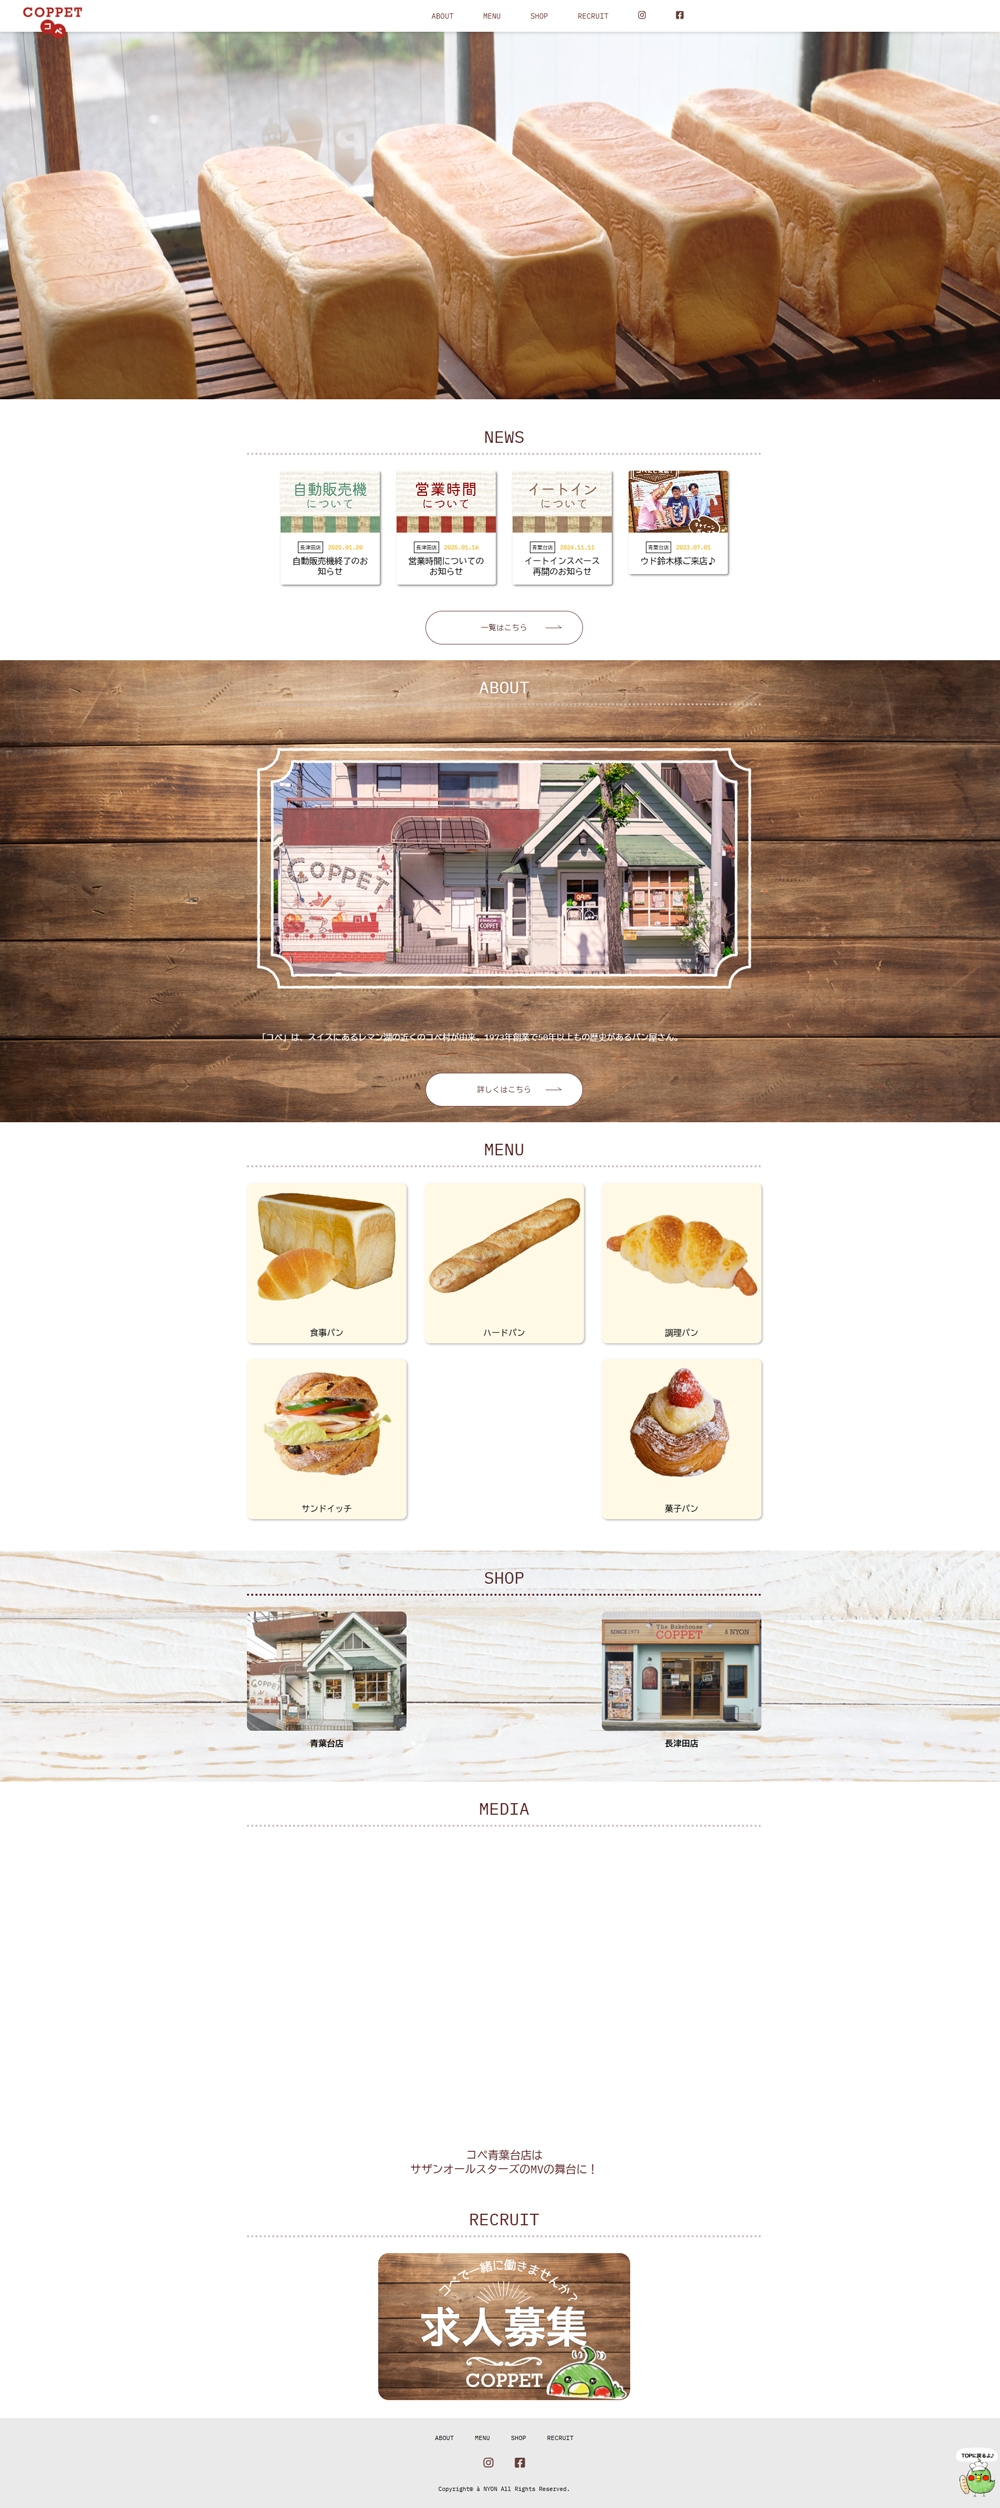 COPPET
コペ
ABOUT
MENU
SHOP
RECRUIT
NEWS
自動販売機
について
長津田店 2025.01.20
自動販売機終了のお
知らせ
営業時間
について
長津田店 2025.01.16
営業時間についての
お知らせ
イートイン
について
青葉台店 2024.11.11
イートインスペース
再開のお知らせ
青葉台店 2023.07.01
ウド鈴木様ご来店♪
一覧はこちら
ABOUT
COPPET
COPPET
「コペ」は、スイスにあるレマン湖の近くのコペ村が由来。1973年創業で50年以上もの歴史があるパン屋さん。
詳しくはこちら
MENU
食事パン
ハードパン
調理パン
サンドイッチ
菓子パン
SHOP
COPPET
青葉台店
SINCE 1973
The Bakehouse
COPPET
& NYON
長津田店
MEDIA
コペ青葉台店は
サザンオールスターズのMVの舞台に！
RECRUIT
コペで一緒に働きませんか？
求人募集
COPPET
ABOUT
MENU
SHOP
RECRUIT
TOPに戻るよ♪
Copyright© à NYON All Rights Reserved.